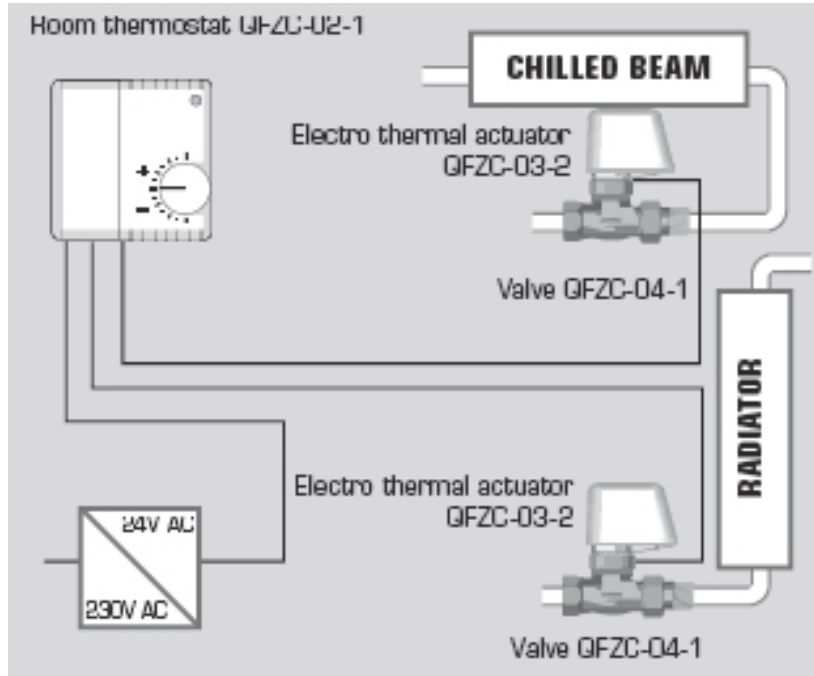 Room thermostat QFZC-02-1
CHILLED BEAM
Electro thermal actuator
QFZC-03-2
Valve QFZC-04-1
RADIATOR
Electro thermal actuator
QFZC-03-2
24V AC
230V AC
Valve QFZC-04-1